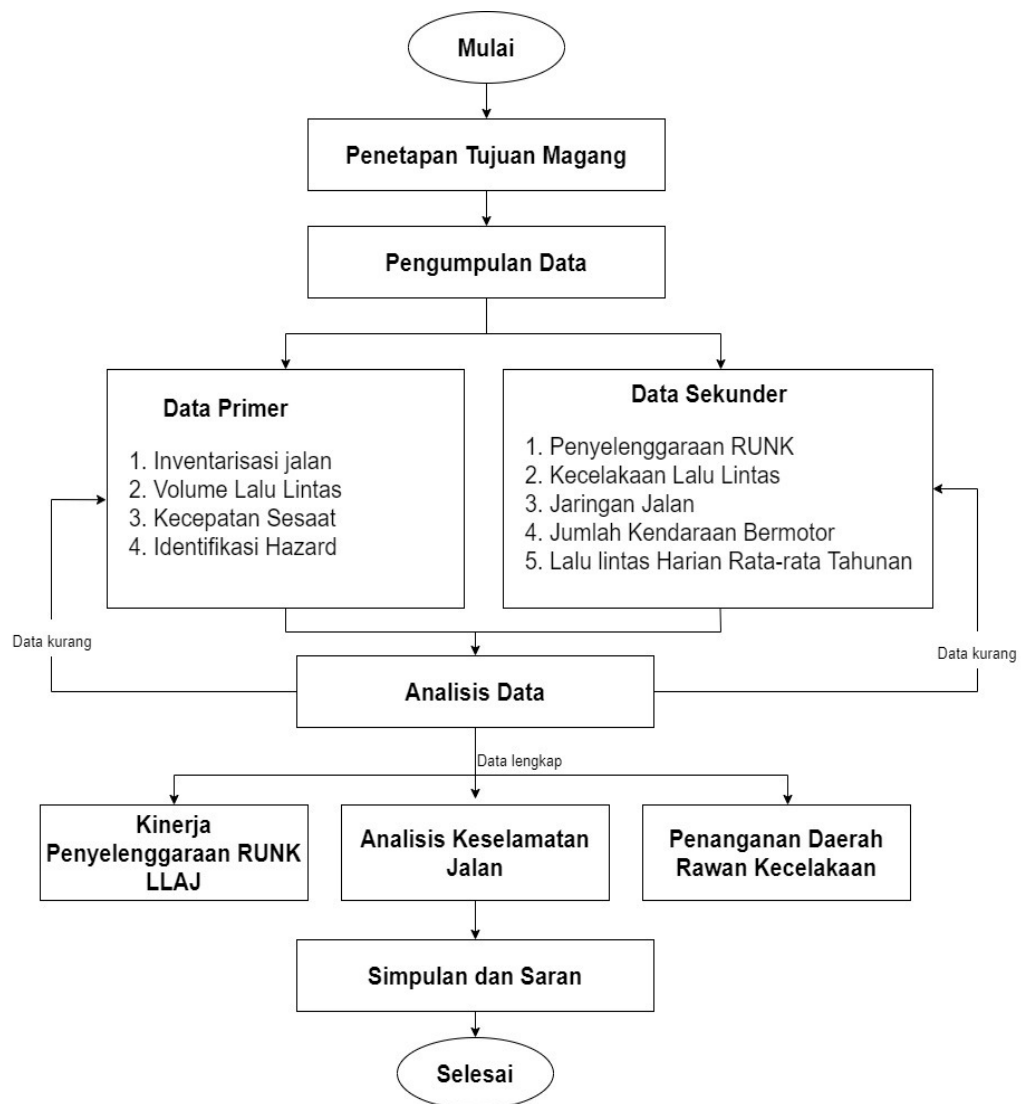 Mulai
Penetapan Tujuan Magang
Pengumpulan Data
Data Primer
1. Inventarisasi jalan
2. Volume Lalu Lintas
3. Kecepatan Sesaat
4. Identifikasi Hazard
Data Sekunder
1. Penyelenggaraan RUNK
2. Kecelakaan Lalu Lintas
3. Jaringan Jalan
4. Jumlah Kendaraan Bermotor
5. Lalu lintas Harian Rata-rata Tahunan
Data kurang
Data kurang
Analisis Data
Data lengkap
Kinerja
Penyelenggaraan RUNK
LLAJ
Analisis Keselamatan
Jalan
Penanganan Daerah
Rawan Kecelakaan
Simpulan dan Saran
Selesai